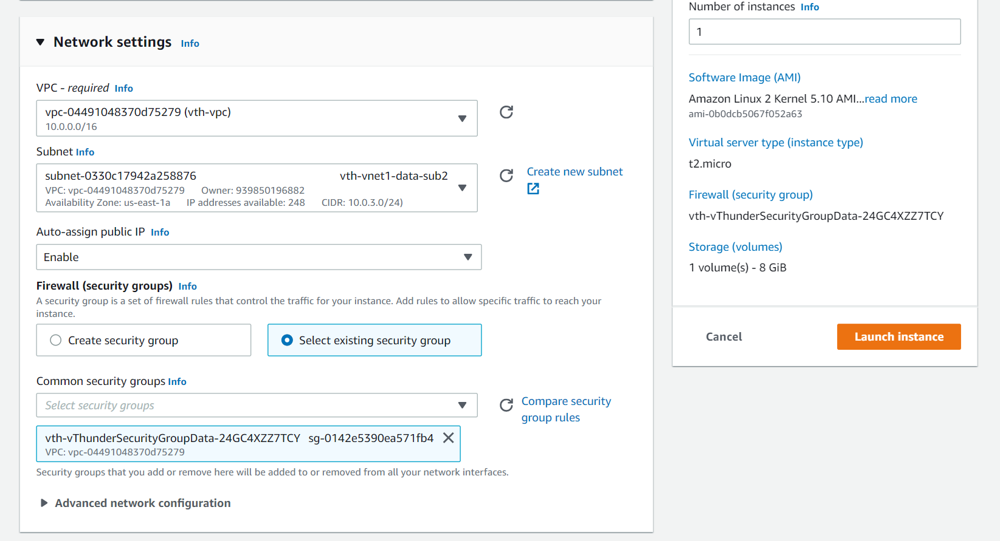 Network settings Info
VPC - required Info
vpc-04491048370d75279 (vth-vpc)
10.0.0.0/16
Subnet Info
subnet-0330c17942a258876 vth-vnet1-data-sub2
VPC: vpc-04491048370d75279 Owner: 939850196882
Availability Zone: us-east-1a IP addresses available: 248 CIDR: 10.0.3.0/24)
Create new subnet
Auto-assign public IP Info
Enable
Firewall (security groups) Info
A security group is a set of firewall rules that control the traffic for your instance. Add rules to allow specific traffic to reach your
instance.
Create security group
Select existing security group
Common security groups Info
Select security groups
Compare security
group rules
vth-vThunderSecurityGroupData-24GC4XZZ7TCY sg-0142e5390ea571fb4
VPC: vpc-04491048370d75279
Security groups that you add or remove here will be added to or removed from all your network interfaces.
Advanced network configuration
Number of instances Info
1
Software Image (AMI)
Amazon Linux 2 Kernel 5.10 AMI...read more
ami-0b0dcb5067f052a63
Virtual server type (instance type)
t2.micro
Firewall (security group)
vth-vThunderSecurityGroupData-24GC4XZZ7TCY
Storage (volumes)
1 volume(s) - 8 GiB
Cancel
Launch instance